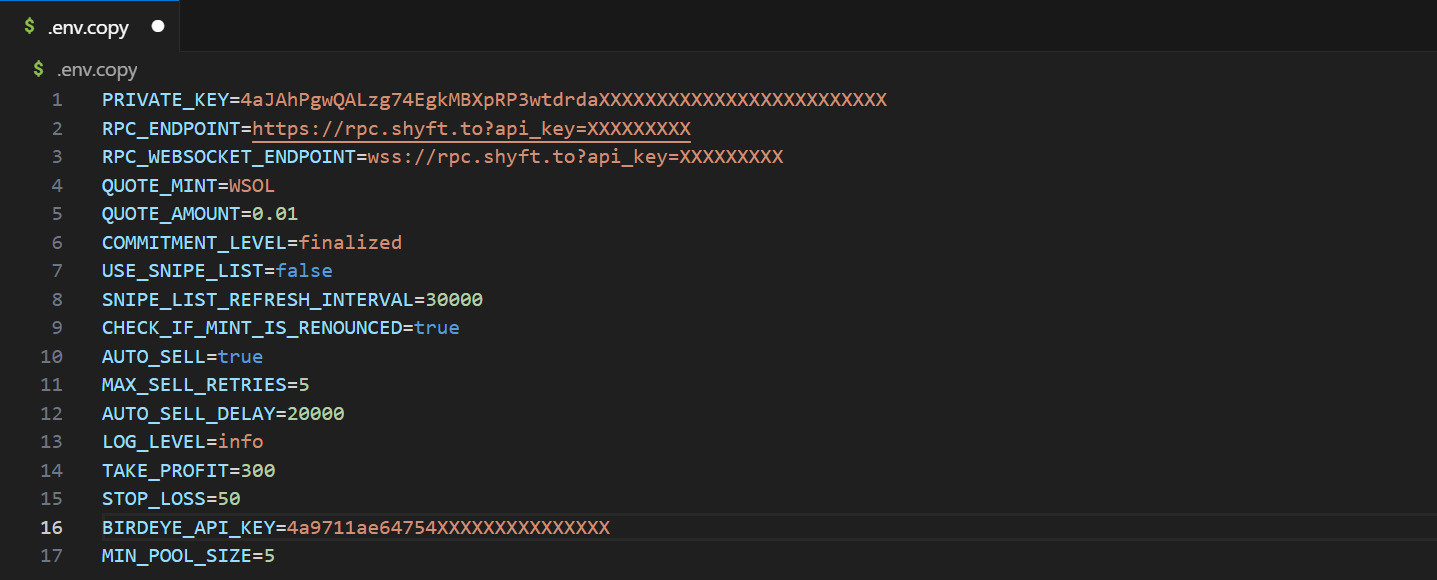 $ .env.copy
$ .env.copy
1 PRIVATE_KEY=4aJAhPgwQALzg74EgkMBXpRP3wtdrdaXXXXXXXXXXXXXXXXXXXXXXXXX
2 RPC_ENDPOINT=https://rpc.shyft.to?api_key=XXXXXXXXX
3 RPC_WEBSOCKET_ENDPOINT=wss://rpc.shyft.to?api_key=XXXXXXXXX
4 QUOTE_MINT=WSOL
5 QUOTE_AMOUNT=0.01
6 COMMITMENT_LEVEL=finalized
7 USE_SNIPE_LIST=false
8 SNIPE_LIST_REFRESH_INTERVAL=30000
9 CHECK_IF_MINT_IS_RENOUNCED=true
10 AUTO_SELL=true
11 MAX_SELL_RETRIES=5
12 AUTO_SELL_DELAY=20000
13 LOG_LEVEL=info
14 TAKE_PROFIT=300
15 STOP_LOSS=50
16 BIRDEYE_API_KEY=4a9711ae64754XXXXXXXXXXXXXXX
17 MIN_POOL_SIZE=5